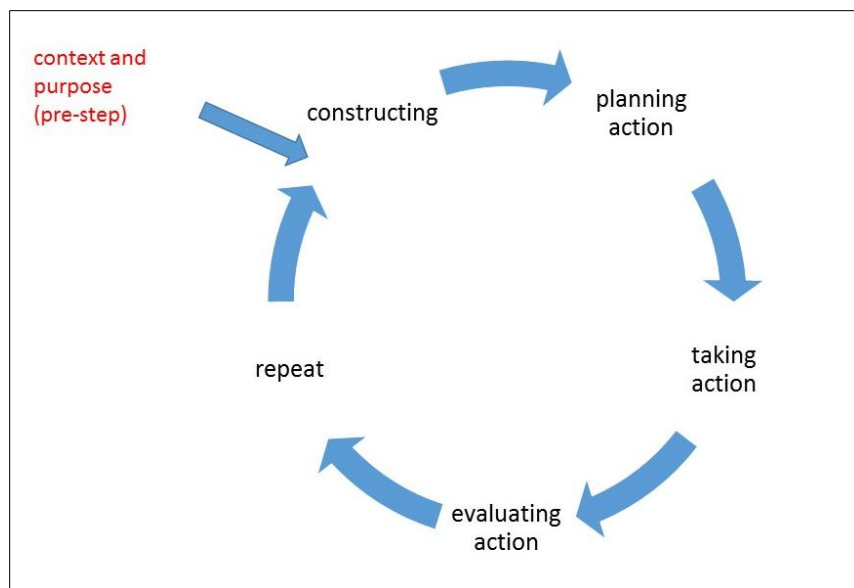 context and
purpose
(pre-step)
constructing
planning
action
taking
action
evaluating
action
repeat